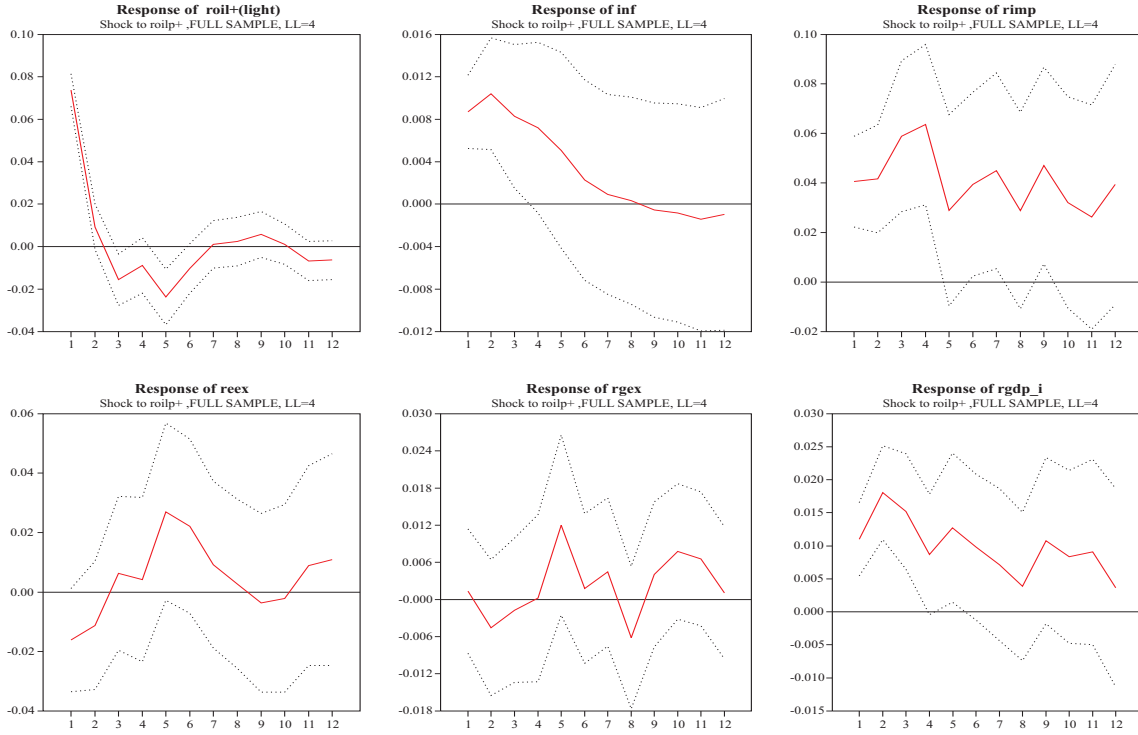 Response of roil+(light)
Shock to roilp+ ,FULL SAMPLE, LL=4
0.10
0.08
0.06
0.04
0.02
0.00
-0.02
-0.04
1 2 3 4 5 6 7 8 9 10 11 12
Response of inf
Shock to roilp+ ,FULL SAMPLE, LL=4
0.016
0.012
0.008
0.004
0.000
-0.004
-0.008
-0.012
1 2 3 4 5 6 7 8 9 10 11 12
Response of rimp
Shock to roilp+ ,FULL SAMPLE, LL=4
0.10
0.08
0.06
0.04
0.02
0.00
-0.02
1 2 3 4 5 6 7 8 9 10 11 12
Response of reex
Shock to roilp+ ,FULL SAMPLE, LL=4
0.06
0.04
0.02
0.00
-0.02
-0.04
1 2 3 4 5 6 7 8 9 10 11 12
Response of rgex
Shock to roilp+ ,FULL SAMPLE, LL=4
0.030
0.024
0.018
0.012
0.006
-0.000
-0.006
-0.012
-0.018
1 2 3 4 5 6 7 8 9 10 11 12
Response of rgdp_i
Shock to roilp+ ,FULL SAMPLE, LL=4
0.030
0.025
0.020
0.015
0.010
0.005
0.000
-0.005
-0.010
-0.015
1 2 3 4 5 6 7 8 9 10 11 12